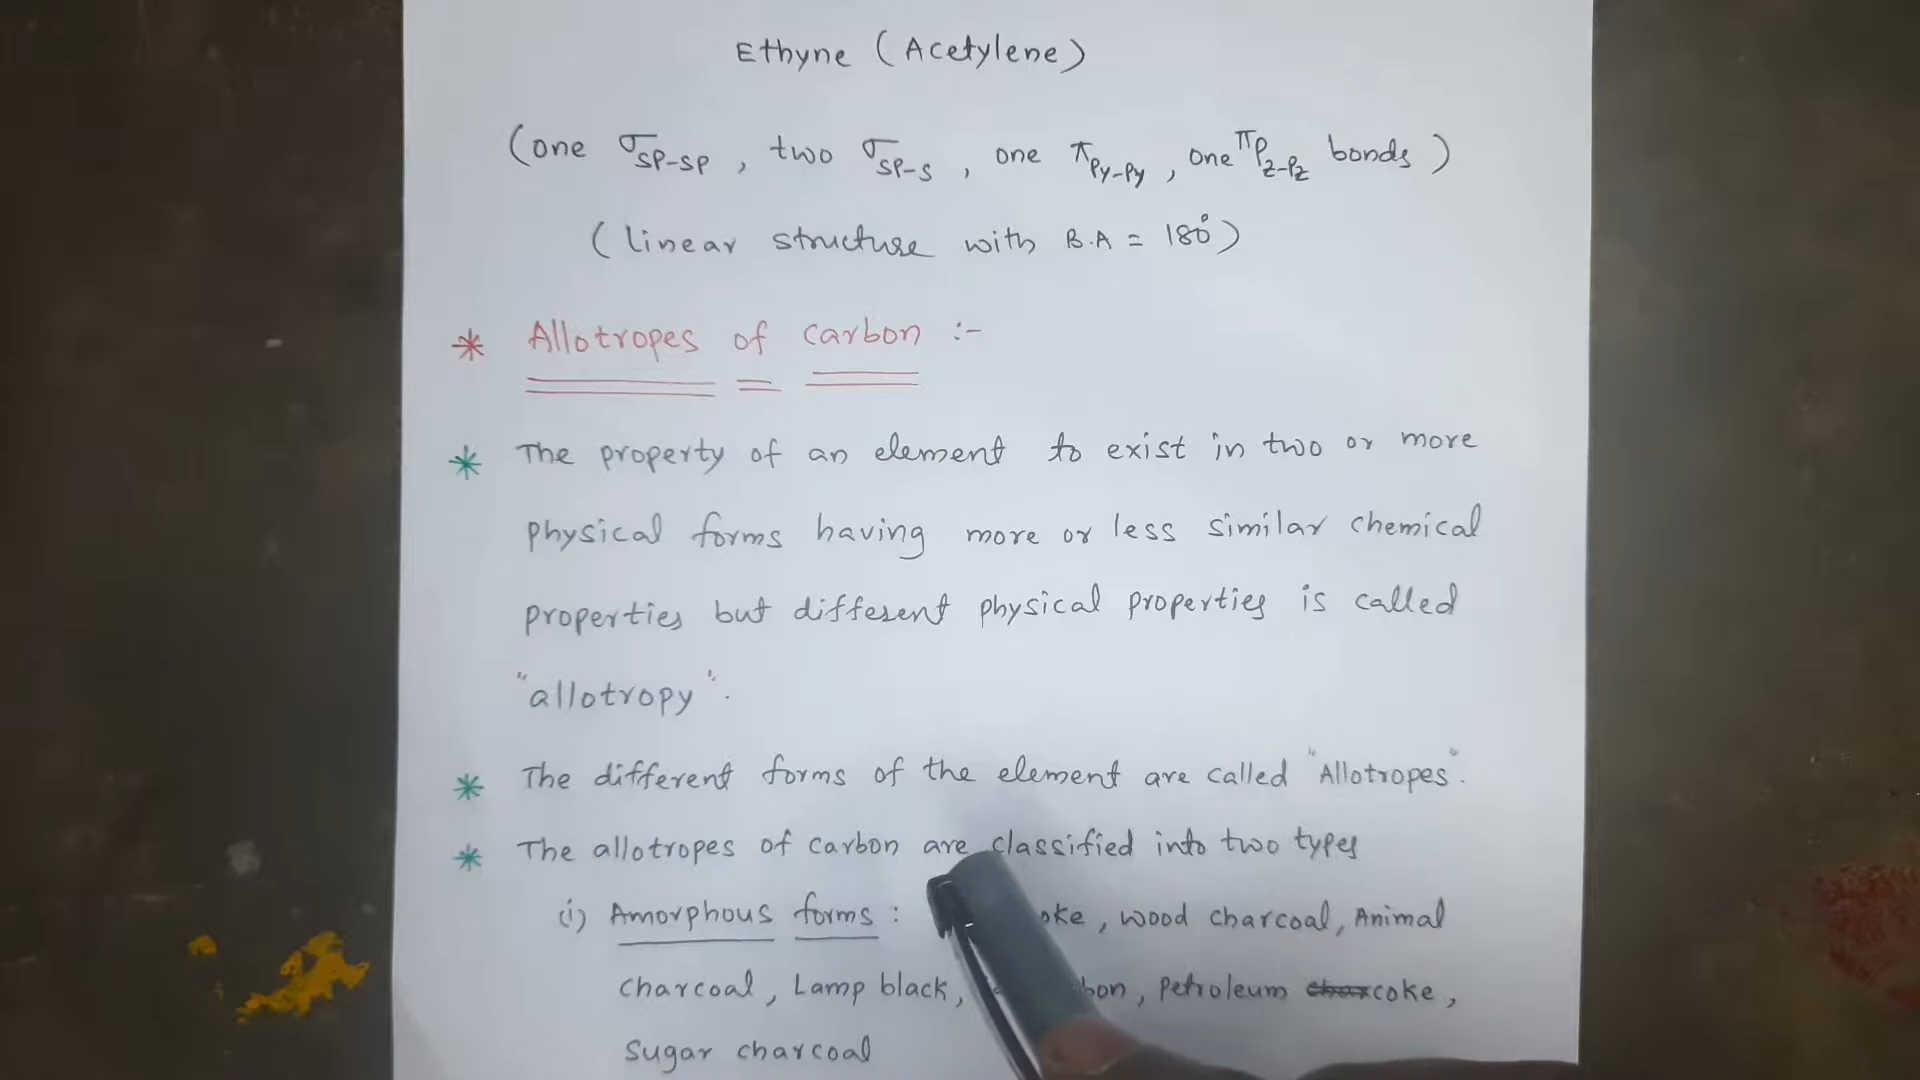 Ethyne (Acetylene)
(one σsp-sp, two σsp-s, one πpy-py, one πpz-pz bonds)
(linear structure with B.A = 180°)
* Allotropes of carbon :-
* The property of an element to exist in two or more
physical forms having more or less similar chemical
properties but different physical properties is called
"allotropy".
* The different forms of the element are called "Allotropes".
* The allotropes of carbon are classified into two types
(i) Amorphous forms : , wood charcoal, Animal
charcoal, Lamp black, , petroleum coke,
sugar charcoal